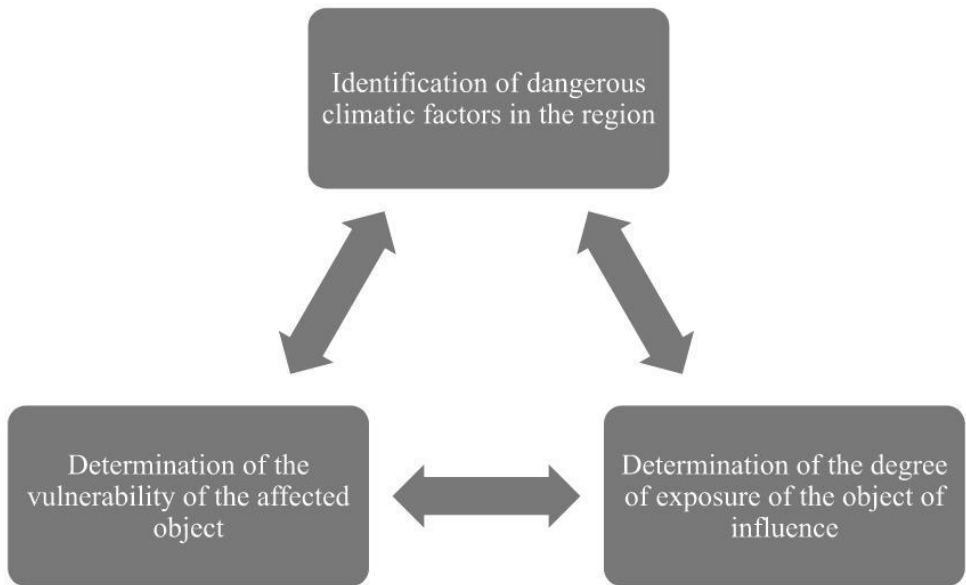 Identification of dangerous
climatic factors in the region
Determination of the
vulnerability of the affected
object
Determination of the degree
of exposure of the object of
influence